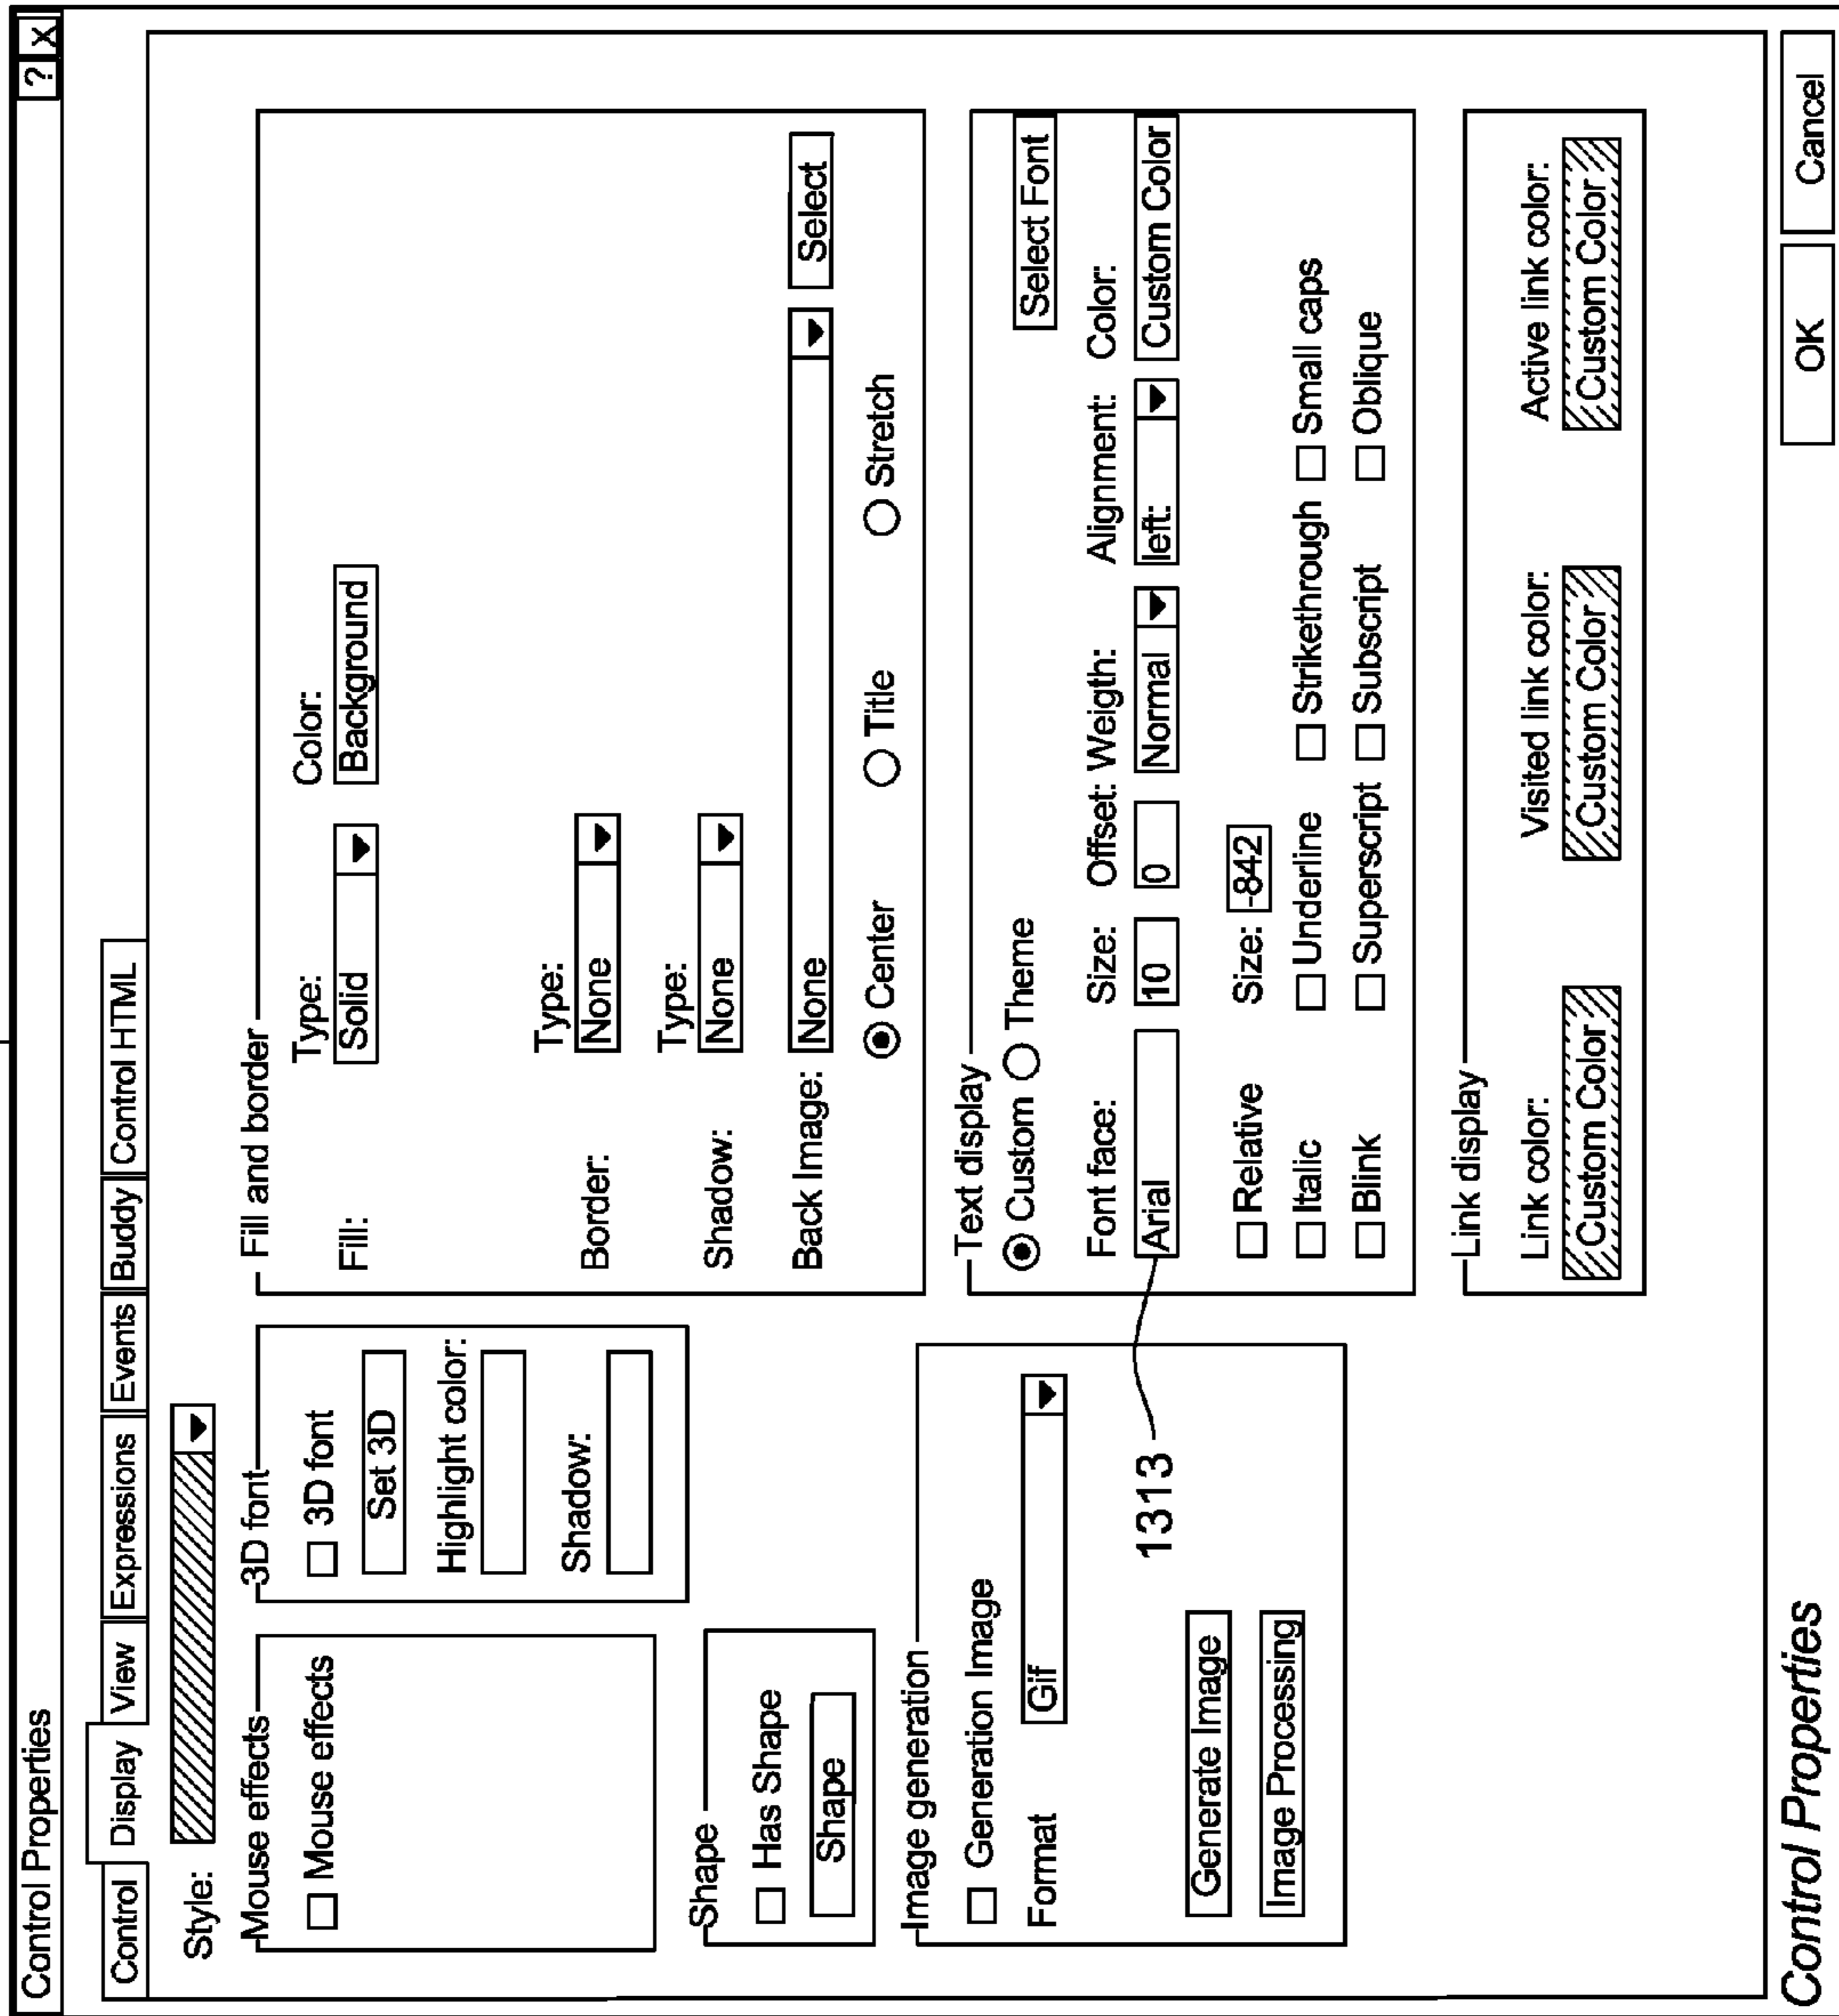 Control Properties
? X
Control Display View Expressions Events Buddy Control HTML
Style:
Mouse effects
Mouse effects
3D font
3D font
Set 3D
Highlight color:
Shadow:
Shape
Has Shape
Shape
Image generation
Generation Image
Format Gif
Generate Image
Image Processing
1313
Fill and border
Type: Color:
Fill: Solid Background
Type:
Border: None
Type:
Shadow: None
Back Image: None Select
Center Title Stretch
Text display
Custom Theme Select Font
Font face: Size: Offset: Weigth: Alignment: Color:
Arial 10 0 Normal left: Custom Color
Relative Size: -842
Italic Underline Strikethrough Small caps
Blink Superscript Subscript Oblique
Link display
Link color: Visited link color: Active link color:
Custom Color Custom Color Custom Color
Control Properties OK Cancel